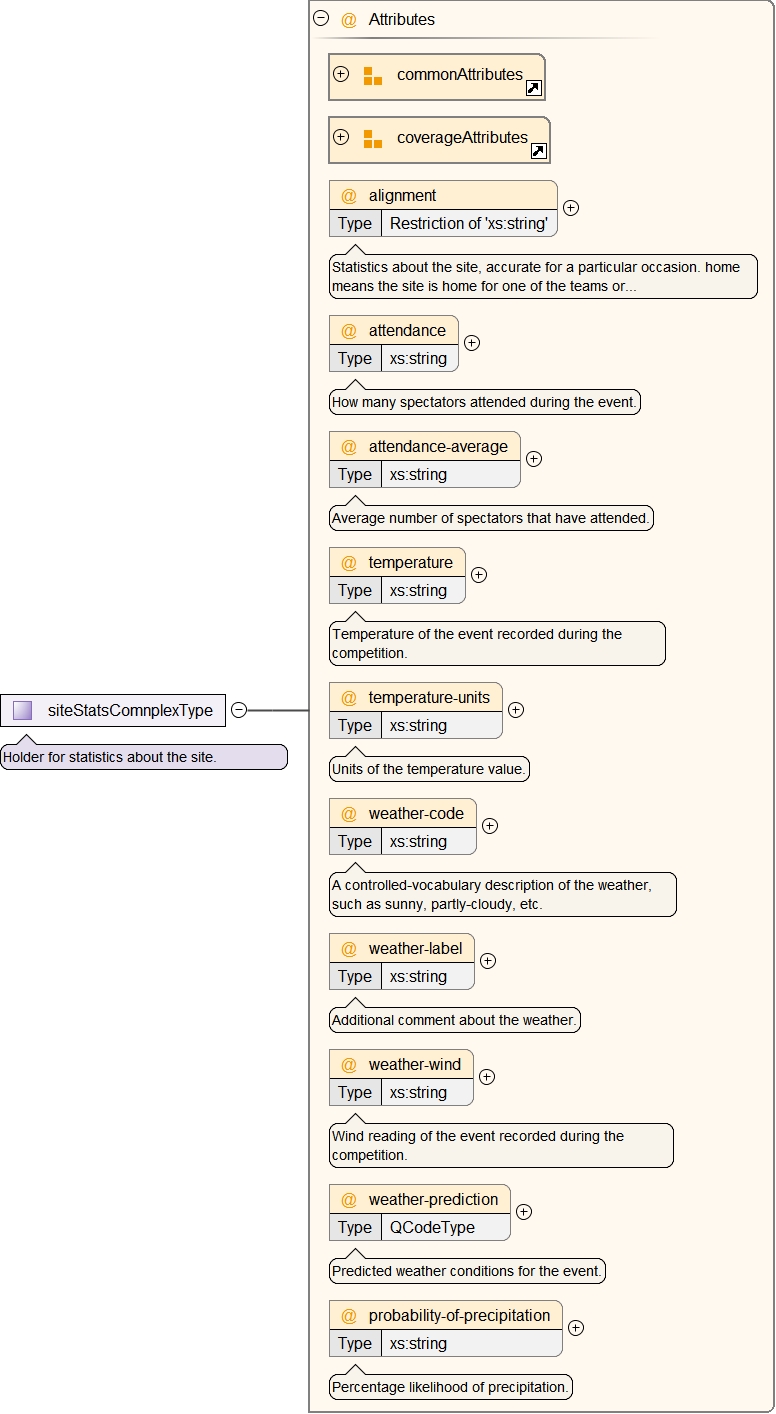 @ Attributes
commonAttributes
coverageAttributes
@ alignment
Type Restriction of 'xs:string'
Statistics about the site, accurate for a particular occasion. home
means the site is home for one of the teams or...
@ attendance
Type xs:string
How many spectators attended during the event.
@ attendance-average
Type xs:string
Average number of spectators that have attended.
@ temperature
Type xs:string
Temperature of the event recorded during the
competition.
@ temperature-units
Type xs:string
Units of the temperature value.
siteStatsComnplexType
Holder for statistics about the site.
@ weather-code
Type xs:string
A controlled-vocabulary description of the weather,
such as sunny, partly-cloudy, etc.
@ weather-label
Type xs:string
Additional comment about the weather.
@ weather-wind
Type xs:string
Wind reading of the event recorded during the
competition.
@ weather-prediction
Type QCodeType
Predicted weather conditions for the event.
@ probability-of-precipitation
Type xs:string
Percentage likelihood of precipitation.